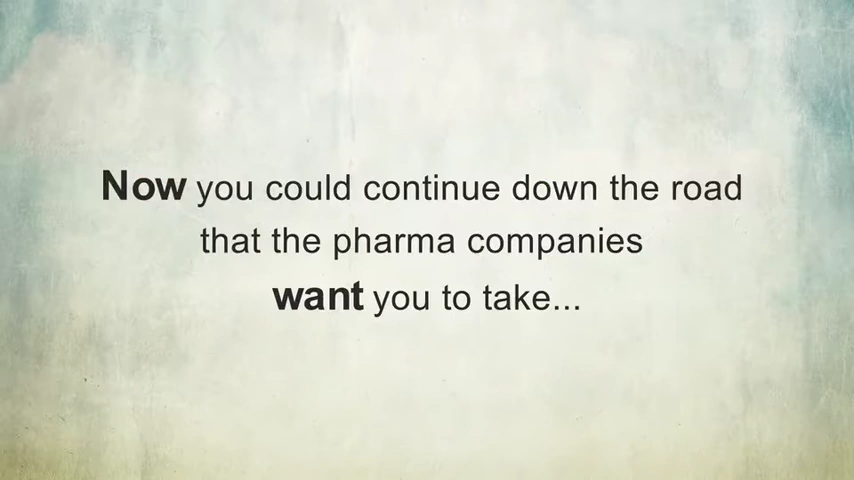 Now you could continue down the road
that the pharma companies
want you to take...